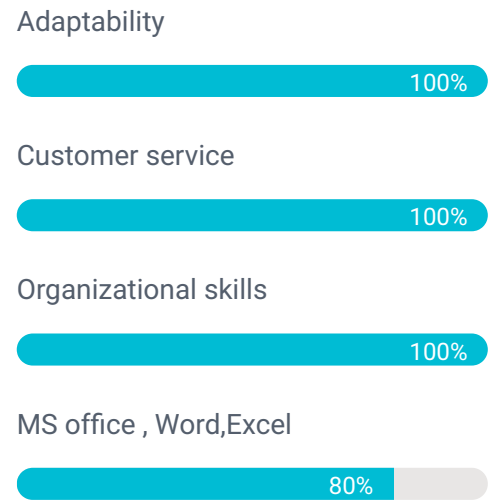 Adaptability
100%
Customer service
100%
Organizational skills
100%
MS office , Word,Excel
80%